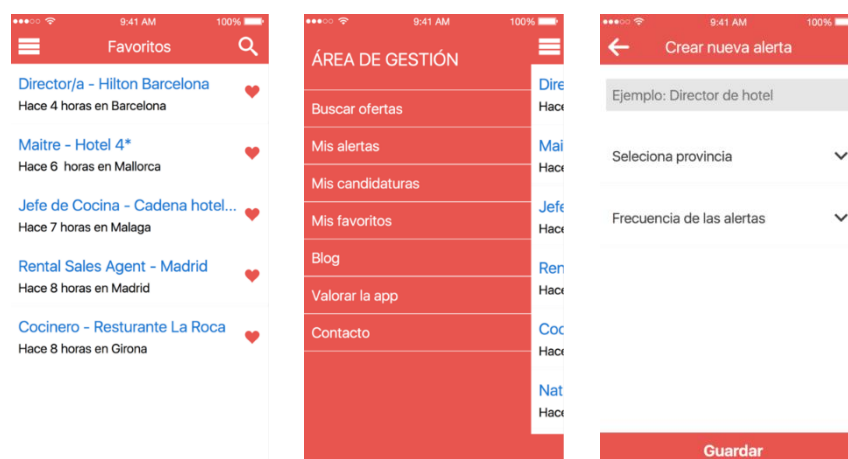 9:41 AM 100%
Favoritos
Director/a - Hilton Barcelona
Hace 4 horas en Barcelona
Maitre - Hotel 4*
Hace 6 horas en Mallorca
Jefe de Cocina - Cadena hotel...
Hace 7 horas en Malaga
Rental Sales Agent - Madrid
Hace 8 horas en Madrid
Cocinero - Resturante La Roca
Hace 8 horas en Girona
9:41 AM 100%
ÁREA DE GESTIÓN
Buscar ofertas
Mis alertas
Mis candidaturas
Mis favoritos
Blog
Valorar la app
Contacto
Dire
Hace
Mai
Hace
Jefe
Hace
Ren
Hace
Coc
Hace
Nat
Hace
9:41 AM 100%
Crear nueva alerta
Ejemplo: Director de hotel
Selecciona provincia
Frecuencia de las alertas
Guardar